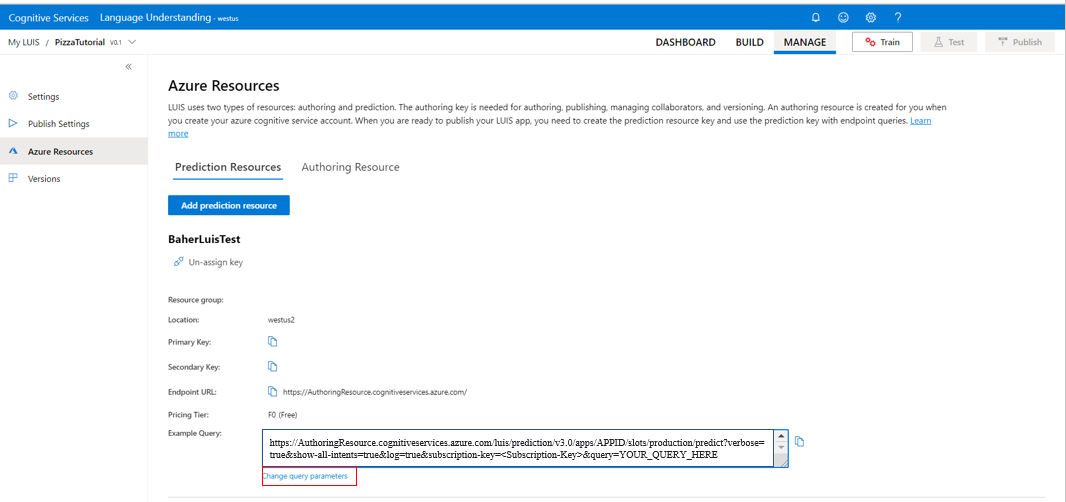 Cognitive Services Language Understanding - westus
?
My LUIS / PizzaTutorial V0.1
DASHBOARD BUILD MANAGE Train Test Publish
«
Settings
Publish Settings
Azure Resources
Versions
Azure Resources
LUIS uses two types of resources: authoring and prediction. The authoring key is needed for authoring, publishing, managing collaborators, and versioning. An authoring resource is created for you when
you create your azure cognitive service account. When you are ready to publish your LUIS app, you need to create the prediction resource key and use the prediction key with endpoint queries. Learn
more
Prediction Resources Authoring Resource
Add prediction resource
BaherLuisTest
Un-assign key
Resource group:
Location: westus2
Primary Key:
Secondary Key:
Endpoint URL: https://AuthoringResource.cognitiveservices.azure.com/
Pricing Tier: F0 (Free)
Example Query:
https://AuthoringResource.cognitiveservices.azure.com/luis/prediction/v3.0/apps/APPID/slots/production/predict?verbose=
true&show-all-intents=true&log=true&subscription-key=<Subscription-Key>&query=YOUR_QUERY_HERE
Change query parameters